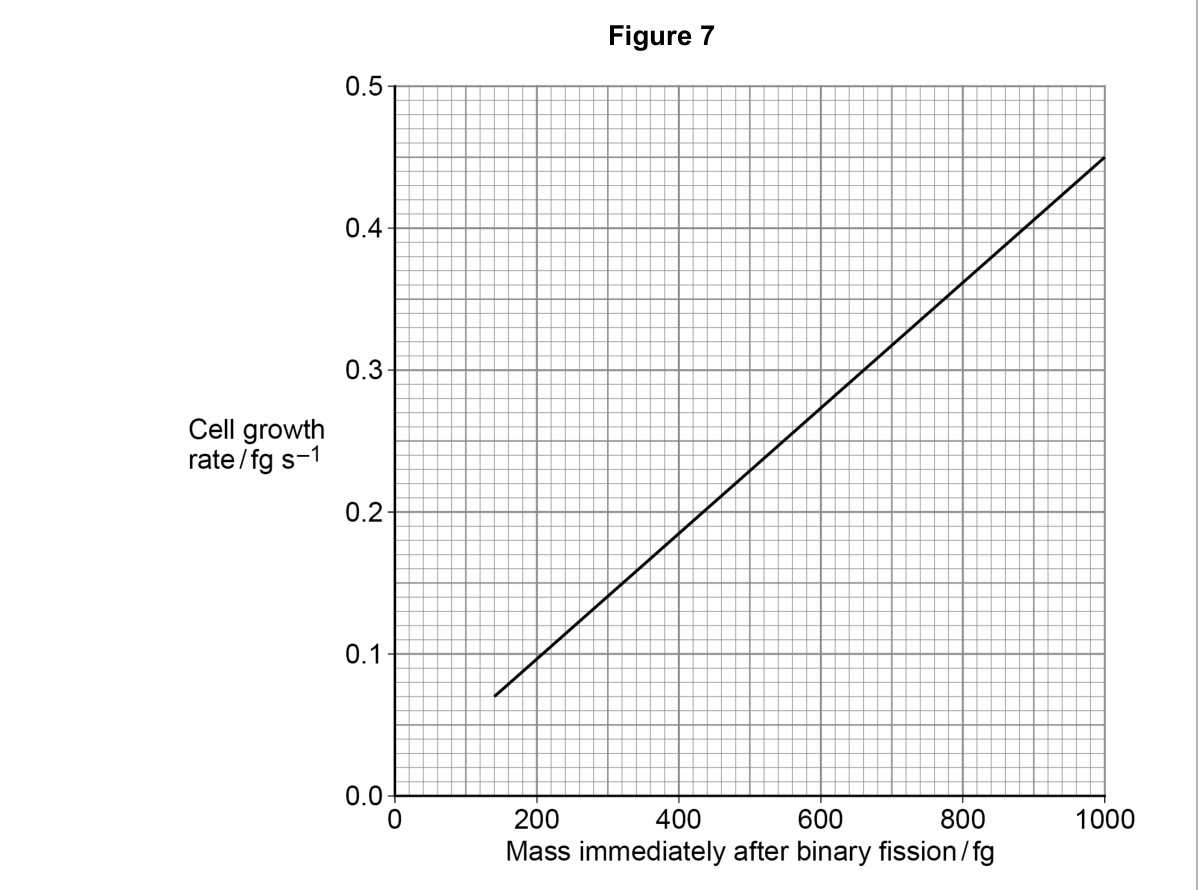 Figure 7
0.5
0.4
0.3
Cell growth
rate / fg s⁻¹
0.2
0.1
0.0
0 200 400 600 800 1000
Mass immediately after binary fission / fg